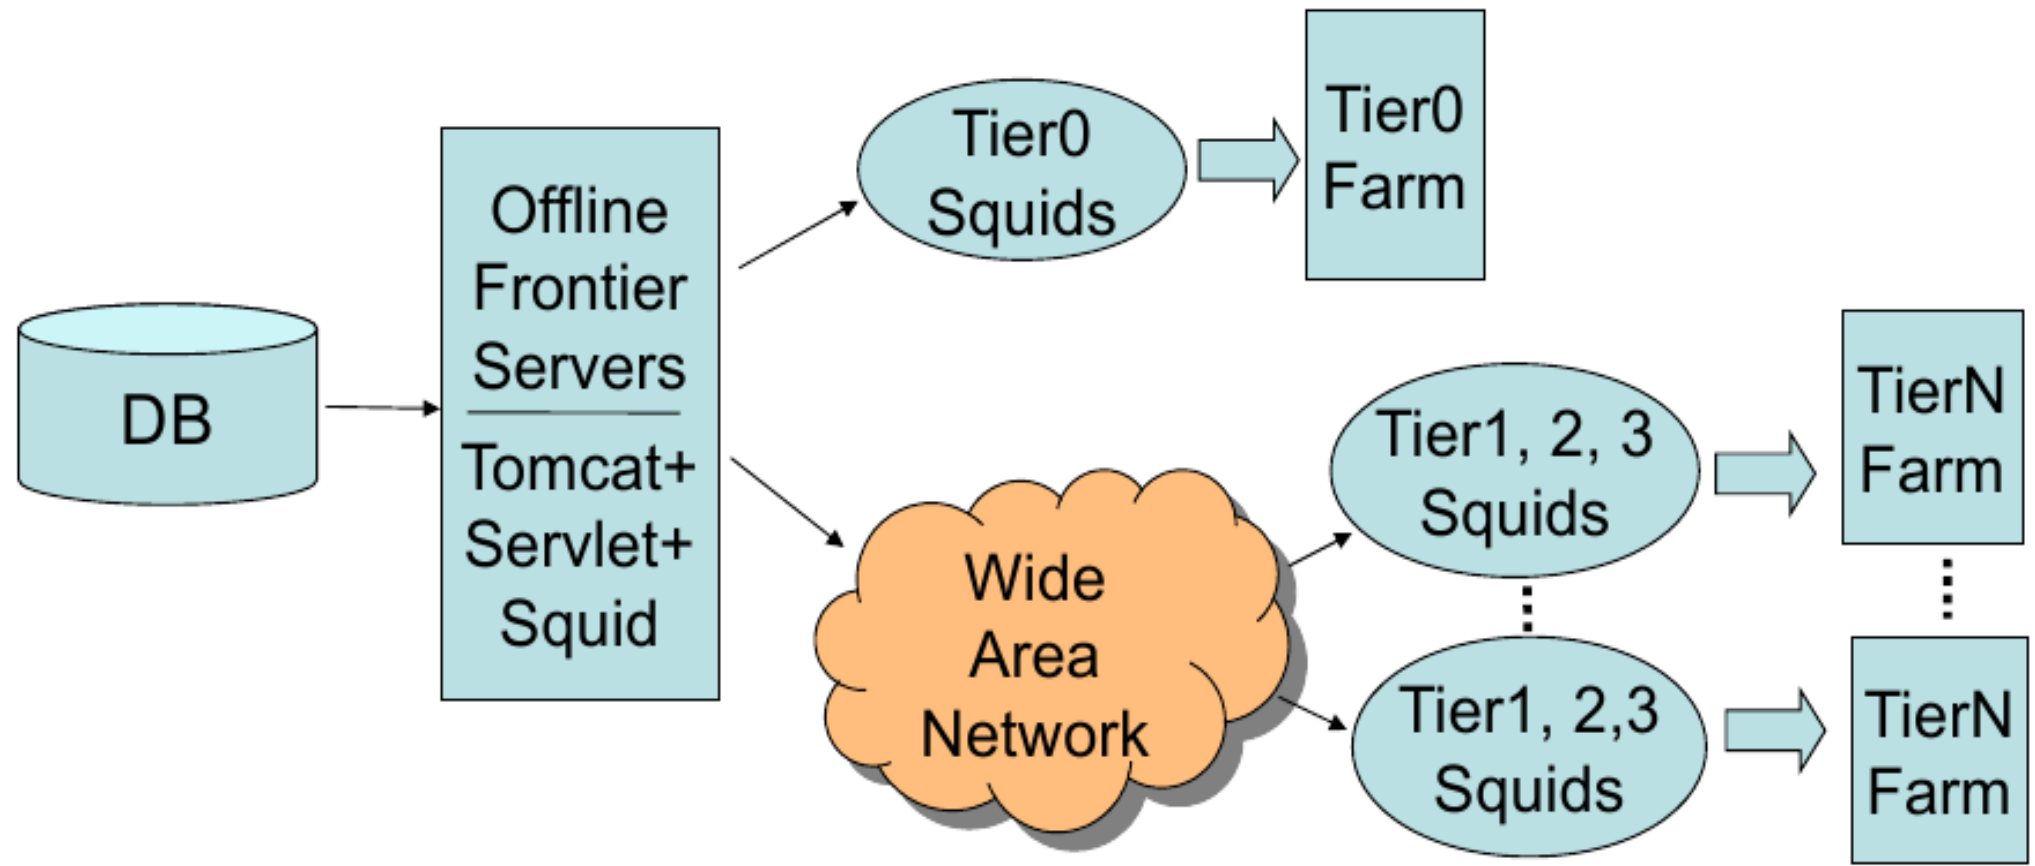 DB
Offline
Frontier
Servers
Tomcat+
Servlet+
Squid
Tier0
Squids
Tier0
Farm
Wide
Area
Network
Tier1, 2, 3
Squids
TierN
Farm
Tier1, 2,3
Squids
TierN
Farm